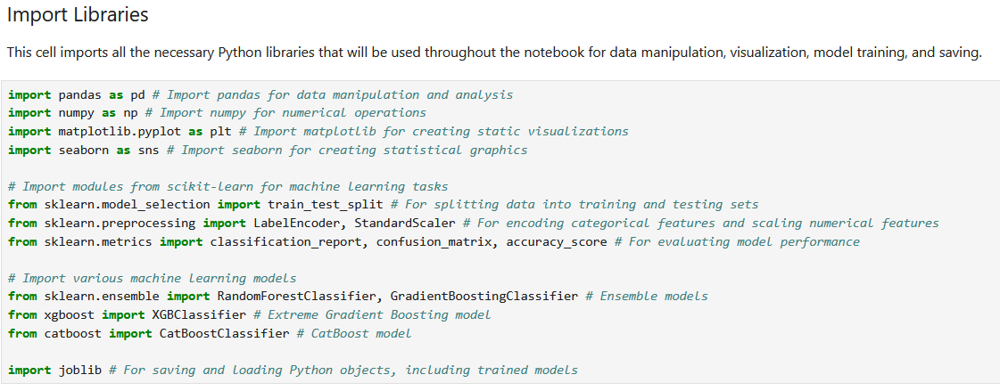 Import Libraries
This cell imports all the necessary Python libraries that will be used throughout the notebook for data manipulation, visualization, model training, and saving.
import pandas as pd # Import pandas for data manipulation and analysis
import numpy as np # Import numpy for numerical operations
import matplotlib.pyplot as plt # Import matplotlib for creating static visualizations
import seaborn as sns # Import seaborn for creating statistical graphics
# Import modules from scikit-learn for machine learning tasks
from sklearn.model_selection import train_test_split # For splitting data into training and testing sets
from sklearn.preprocessing import LabelEncoder, StandardScaler # For encoding categorical features and scaling numerical features
from sklearn.metrics import classification_report, confusion_matrix, accuracy_score # For evaluating model performance
# Import various machine learning models
from sklearn.ensemble import RandomForestClassifier, GradientBoostingClassifier # Ensemble models
from xgboost import XGBClassifier # Extreme Gradient Boosting model
from catboost import CatBoostClassifier # CatBoost model
import joblib # For saving and loading Python objects, including trained models